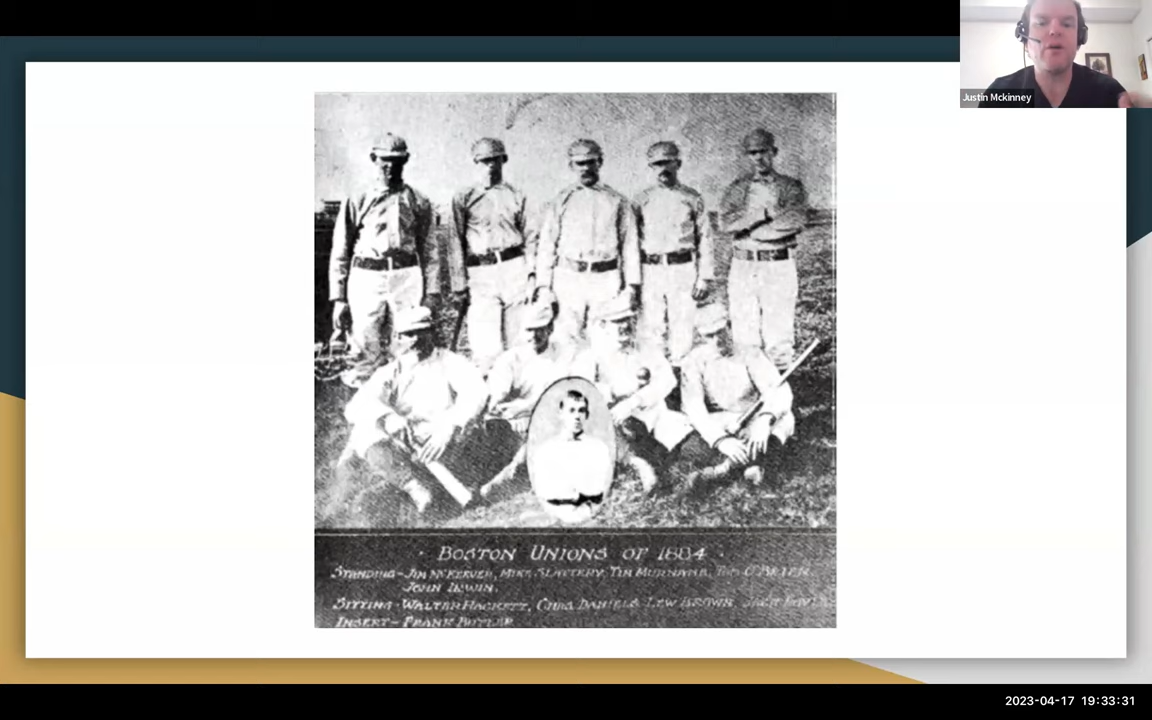 Justin Mckinney
· BOSTON UNIONS OF 1884 ·
STANDING - JIM MCKEEVER, MIKE SLATTERY, TIM MURNANE, TOM O'BRIEN,
JOHN IRWIN.
SITTING - WALTER HACKETT, CHAS. DANIELS, LEW BROWN,
INSERT - FRANK BUTLER
2023-04-17 19:33:31